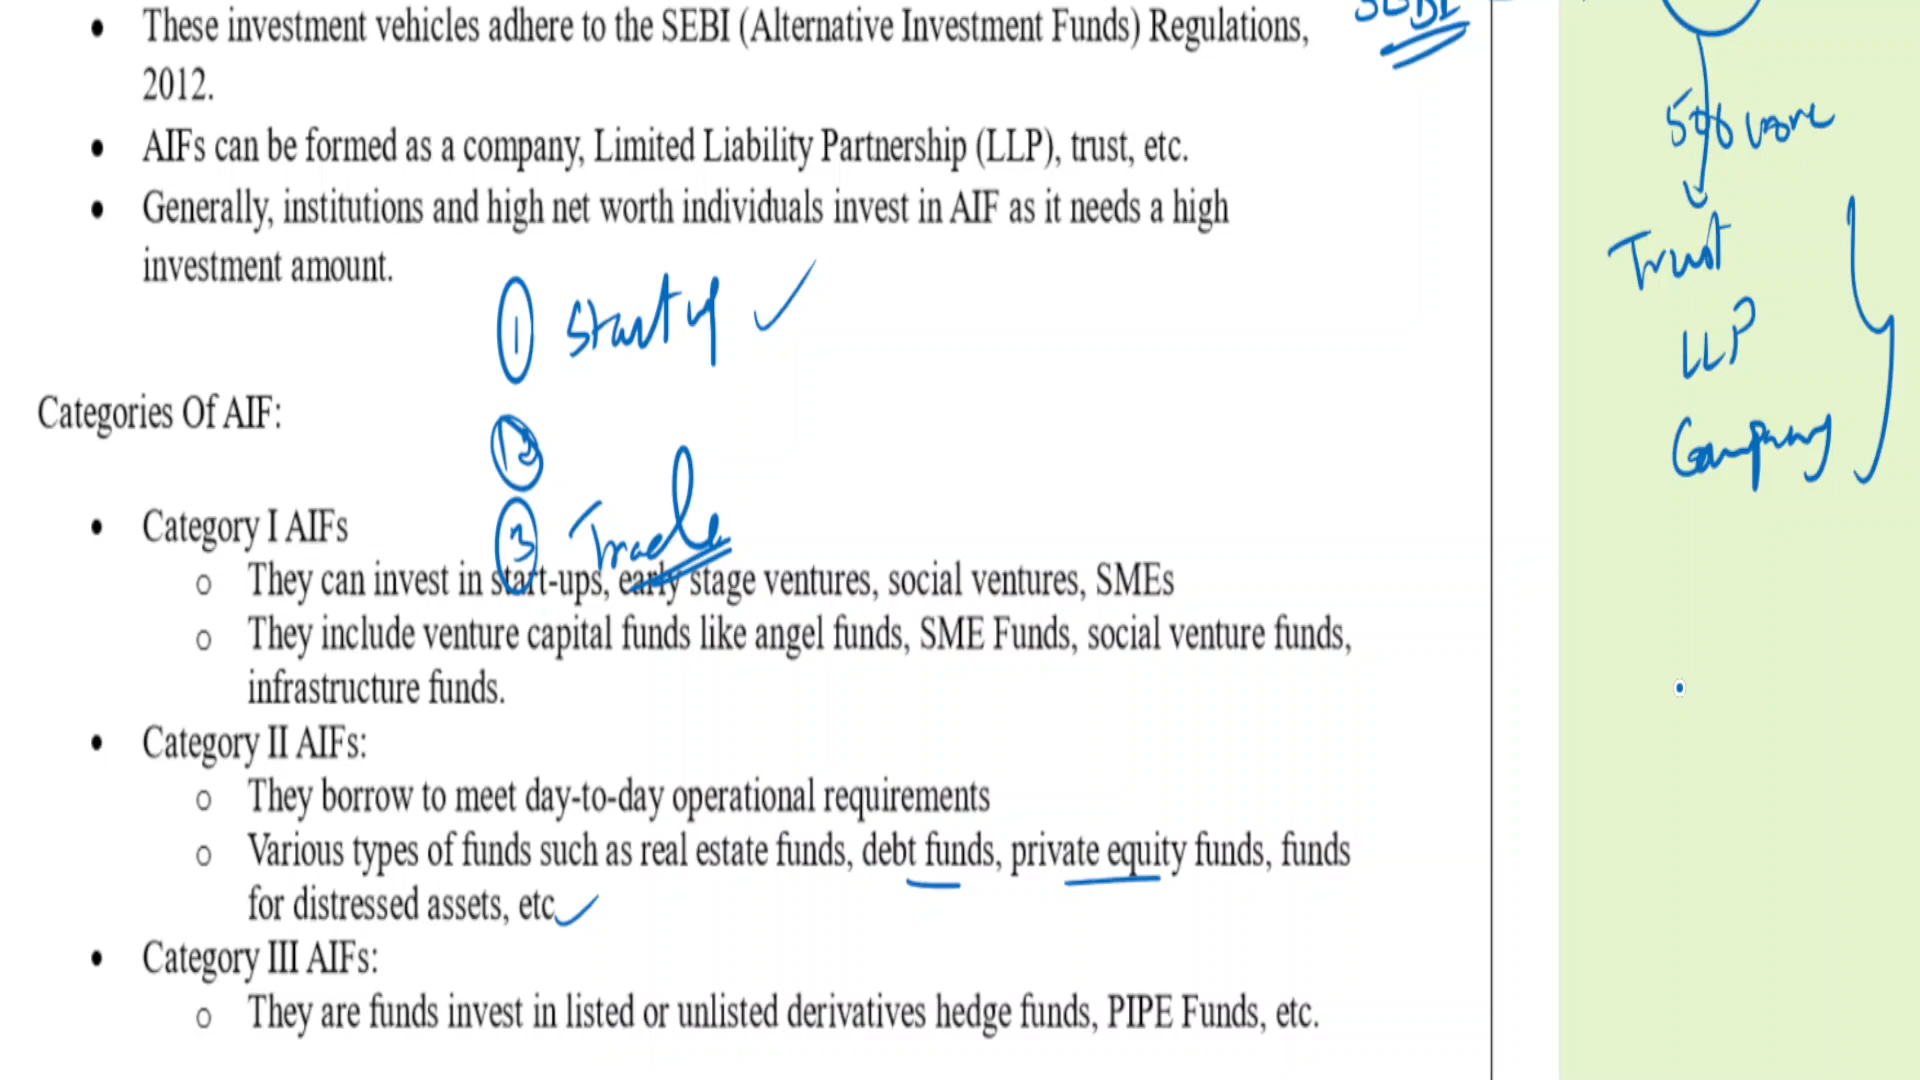 • These investment vehicles adhere to the SEBI (Alternative Investment Funds) Regulations,
2012.
• AIFs can be formed as a company, Limited Liability Partnership (LLP), trust, etc.
• Generally, institutions and high net worth individuals invest in AIF as it needs a high
investment amount.
① Startup ✓
Categories Of AIF:
③ Trade
• Category I AIFs
o They can invest in start-ups, early stage ventures, social ventures, SMEs
o They include venture capital funds like angel funds, SME Funds, social venture funds,
infrastructure funds.
• Category II AIFs:
o They borrow to meet day-to-day operational requirements
o Various types of funds such as real estate funds, debt funds, private equity funds, funds
for distressed assets, etc
• Category III AIFs:
o They are funds invest in listed or unlisted derivatives hedge funds, PIPE Funds, etc.
SEBI
Trust
LLP
Company